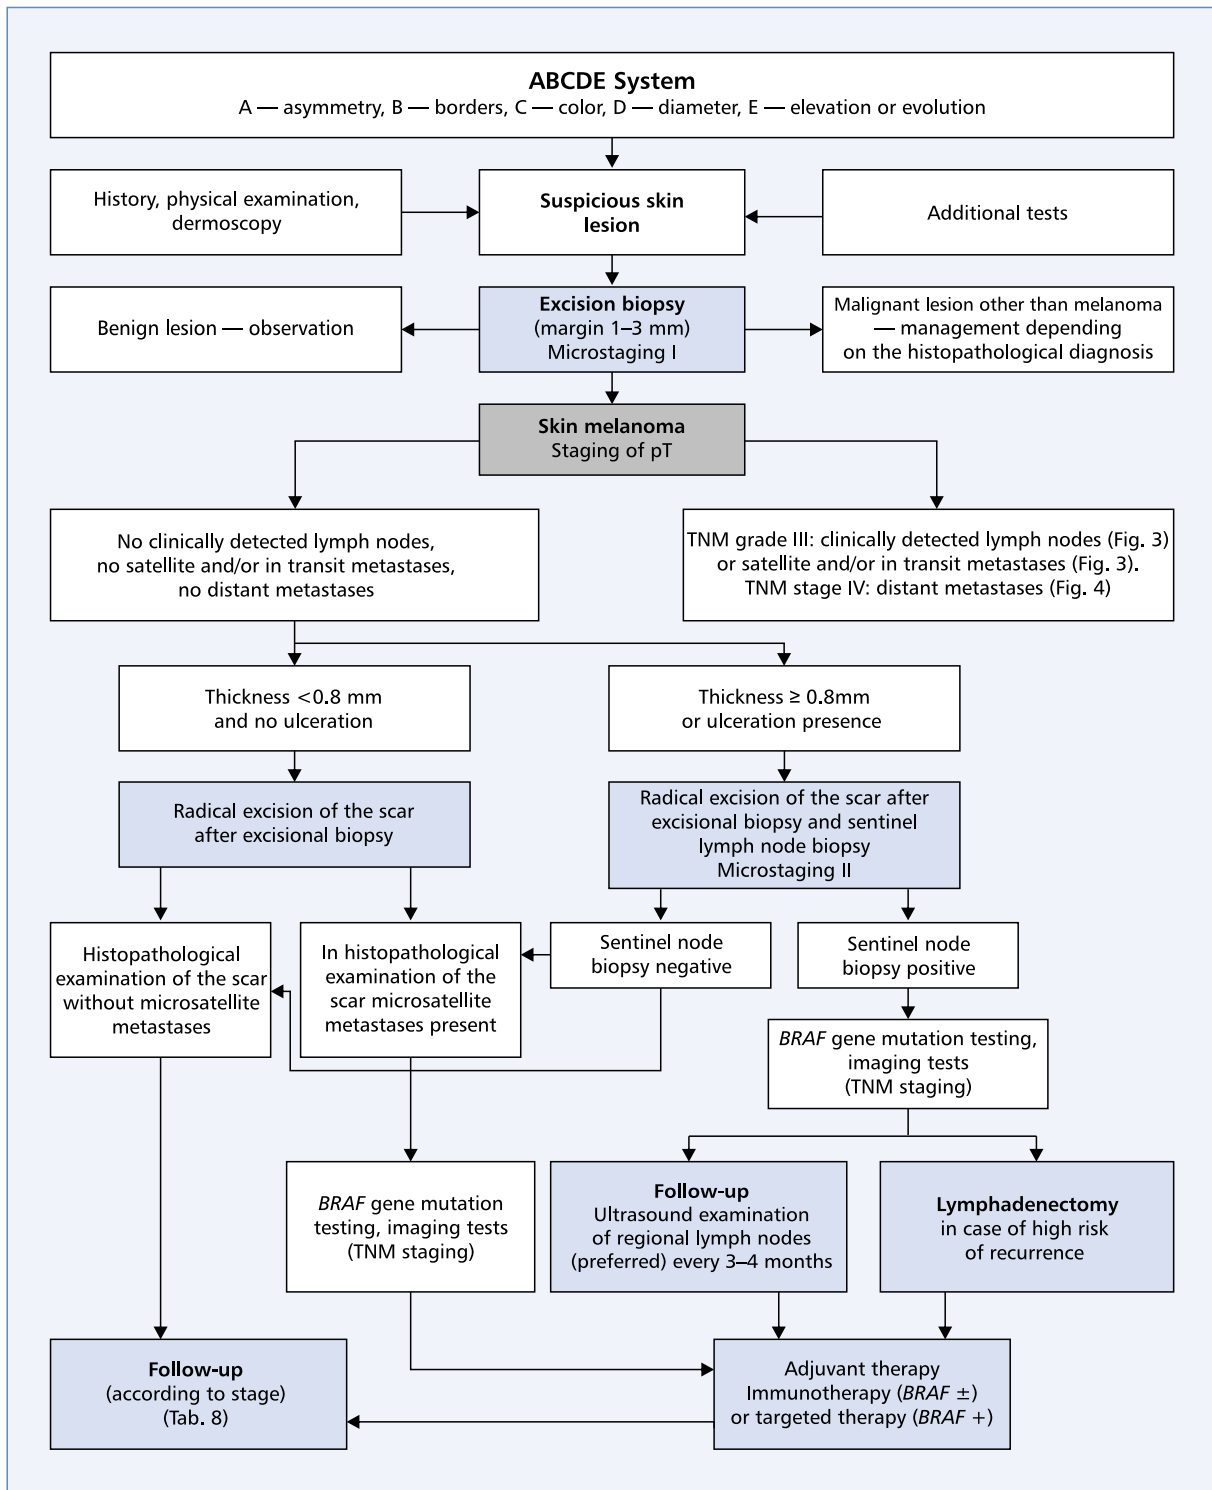 ABCDE System
A — asymmetry, B — borders, C — color, D — diameter, E — elevation or evolution
History, physical examination,
dermoscopy
Suspicious skin
lesion
Additional tests
Benign lesion — observation
Excision biopsy
(margin 1–3 mm)
Microstaging I
Malignant lesion other than melanoma
— management depending
on the histopathological diagnosis
Skin melanoma
Staging of pT
No clinically detected lymph nodes,
no satellite and/or in transit metastases,
no distant metastases
TNM grade III: clinically detected lymph nodes (Fig. 3)
or satellite and/or in transit metastases (Fig. 3).
TNM stage IV: distant metastases (Fig. 4)
Thickness <0.8 mm
and no ulceration
Thickness ≥ 0.8mm
or ulceration presence
Radical excision of the scar
after excisional biopsy
Radical excision of the scar after
excisional biopsy and sentinel
lymph node biopsy
Microstaging II
Histopathological
examination of the scar
without microsatellite
metastases
In histopathological
examination of the
scar microsatellite
metastases present
Sentinel node
biopsy negative
Sentinel node
biopsy positive
BRAF gene mutation testing,
imaging tests
(TNM staging)
BRAF gene mutation
testing, imaging tests
(TNM staging)
Follow-up
Ultrasound examination
of regional lymph nodes
(preferred) every 3–4 months
Lymphadenectomy
in case of high risk
of recurrence
Follow-up
(according to stage)
(Tab. 8)
Adjuvant therapy
Immunotherapy (BRAF ±)
or targeted therapy (BRAF +)